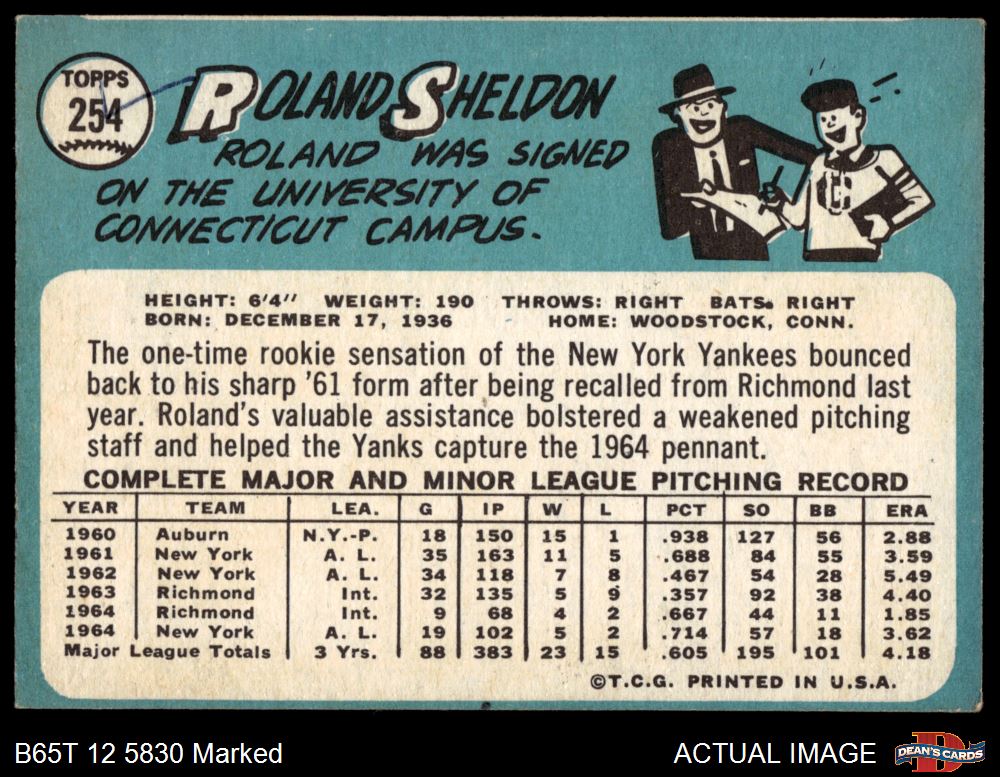 TOPPS
254
ROLAND SHELDON
ROLAND WAS SIGNED
ON THE UNIVERSITY OF
CONNECTICUT CAMPUS.
C
HEIGHT: 6'4" WEIGHT: 190 THROWS: RIGHT BATS: RIGHT
BORN: DECEMBER 17, 1936 HOME: WOODSTOCK, CONN.
The one-time rookie sensation of the New York Yankees bounced
back to his sharp '61 form after being recalled from Richmond last
year. Roland's valuable assistance bolstered a weakened pitching
staff and helped the Yanks capture the 1964 pennant.
COMPLETE MAJOR AND MINOR LEAGUE PITCHING RECORD
YEAR TEAM LEA. G IP W L PCT SO BB ERA
1960 Auburn N.Y.-P. 18 150 15 1 .938 127 56 2.88
1961 New York A. L. 35 163 11 5 .688 84 55 3.59
1962 New York A. L. 34 118 7 8 .467 54 28 5.49
1963 Richmond Int. 32 135 5 9 .357 92 38 4.40
1964 Richmond Int. 9 68 4 2 .667 44 11 1.85
1964 New York A. L. 19 102 5 2 .714 57 18 3.62
Major League Totals 3 Yrs. 88 383 23 15 .605 195 101 4.18
©T.C.G. PRINTED IN U.S.A.
B65T 12 5830 Marked ACTUAL IMAGE DEAN'S CARDS